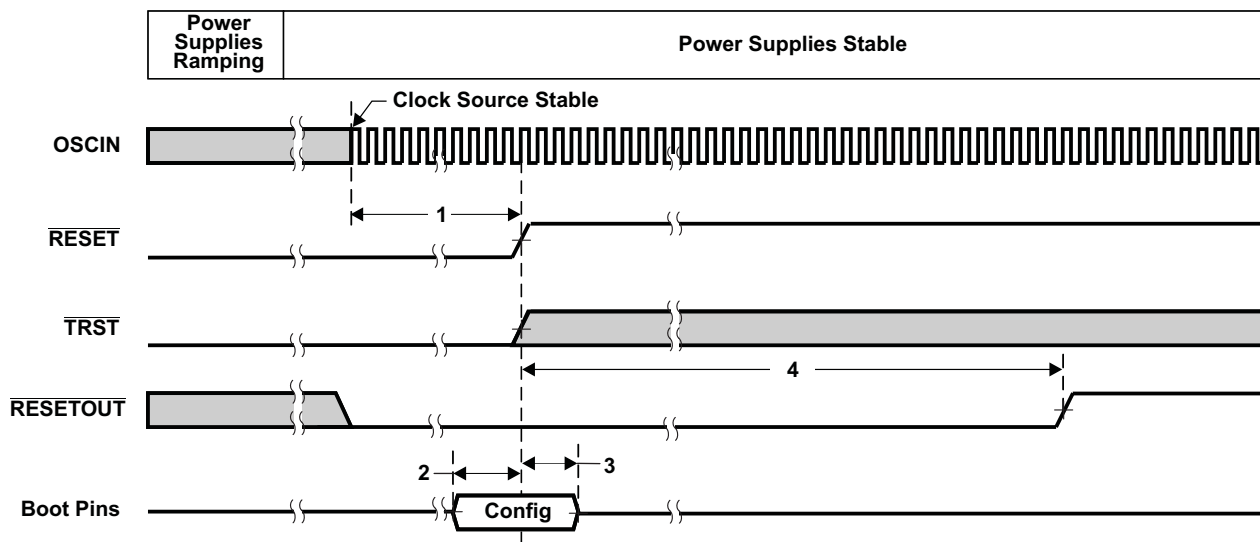 Power
Supplies
Ramping
Power Supplies Stable
Clock Source Stable
OSCIN
1
RESET
TRST
4
RESETOUT
2
3
Boot Pins
Config